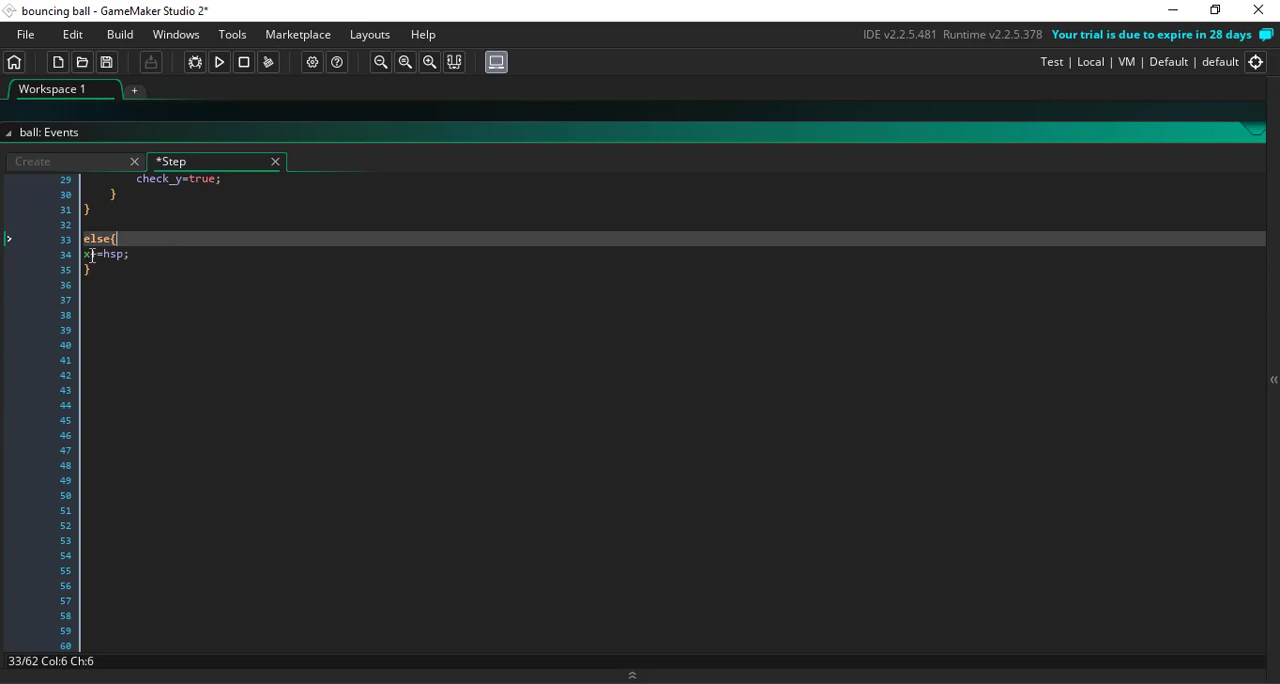 bouncing ball - GameMaker Studio 2*
File Edit Build Windows Tools Marketplace Layouts Help IDE v2.2.5.481 Runtime v2.2.5.378 Your trial is due to expire in 28 days
Test | Local | VM | Default | default
Workspace 1 +
ball: Events
Create *Step
29 check_y=true;
30 }
31 }
32
33 else{
34 x+=hsp;
35 }
36
37
38
39
40
41
42
43
44
45
46
47
48
49
50
51
52
53
54
55
56
57
58
59
60
33/62 Col:6 Ch:6